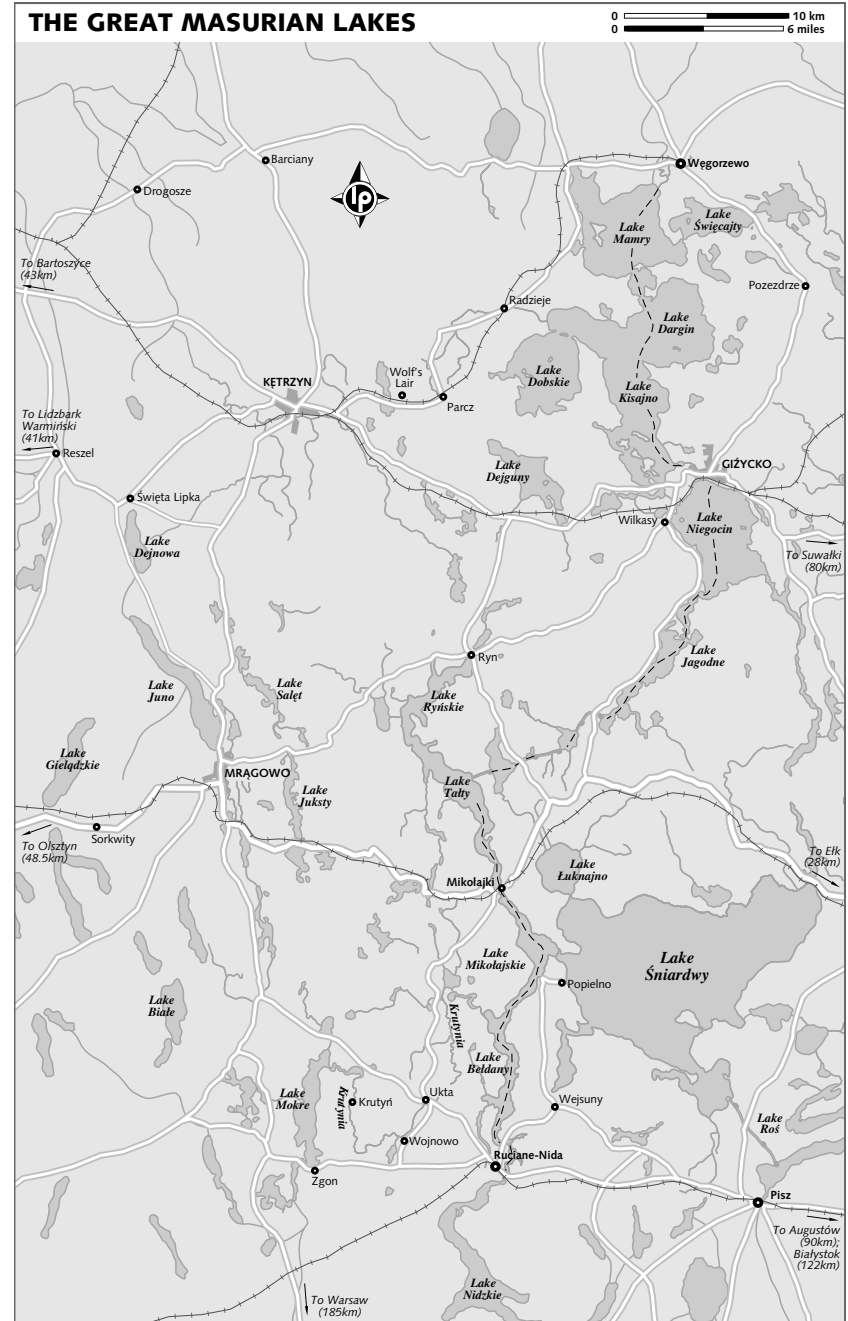 THE GREAT MASURIAN LAKES
0 10 km
0 6 miles
Węgorzewo
Barciany
Drogosze
lp
Lake
Mamry
Lake
Święcajty
To Bartoszyce
(43km)
Pozezdrze
Radzieje
Lake
Dargin
Wolf's
Lair
Lake
Dobskie
KĘTRZYN
Lake
Kisajno
Parcz
To Lidzbark
Warmiński
(41km)
Reszel
Lake
Dejguny
GIŻYCKO
Święta Lipka
Wilkasy
Lake
Niegocin
Lake
Dejnowa
To Suwałki
(80km)
Ryn
Lake
Jagodne
Lake
Juno
Lake
Sałęt
Lake
Ryńskie
Lake
Gielądzkie
MRĄGOWO
Lake
Juksty
Lake
Tałty
Sorkwity
To Olsztyn
(48.5km)
To Ełk
(28km)
Lake
Łuknajno
Mikołajki
Lake
Mikołajskie
Lake
Śniardwy
Popielno
Lake
Białe
Krutynia
Lake
Bełdany
Lake
Mokre
Krutynia
Krutyń
Ukta
Wejsuny
Lake
Roś
Wojnowo
Ruciane-Nida
Zgon
Pisz
To Augustów
(90km);
Białystok
(122km)
Lake
Nidzkie
To Warsaw
(185km)